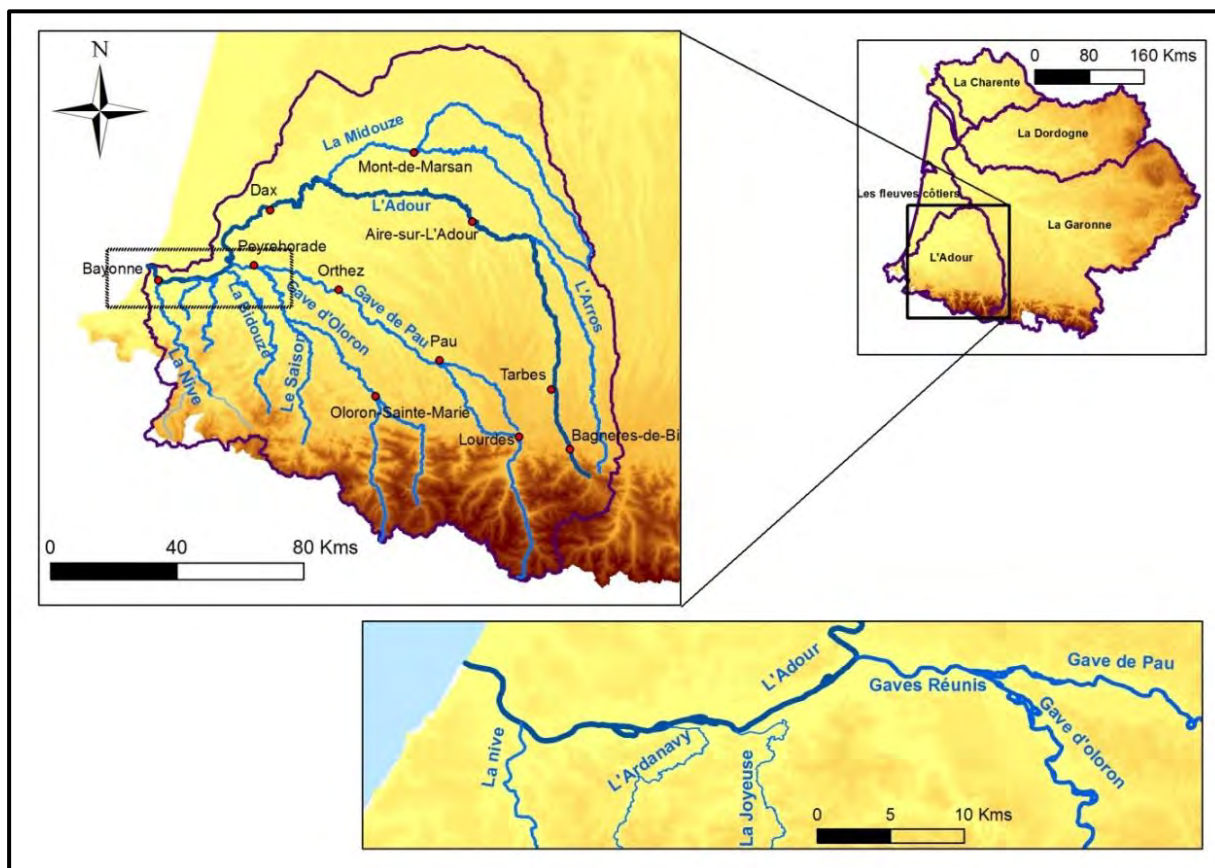 N
La Midouze
Mont-de-Marsan
Dax
L'Adour
Aire-sur-L'Adour
Peyrehorade
Bayonne
Orthez
La Bidouze
Gave d'Oloron
Gave de Pau
L'Arros
La Nive
Le Saison
Pau
Tarbes
Oloron-Sainte-Marie
Lourdes
Bagneres-de-Bi
0 40 80 Kms
0 80 160 Kms
La Charente
La Dordogne
Les fleuves côtiers
La Garonne
L'Adour
L'Adour
Gaves Réunis
Gave de Pau
Gave d'oloron
La nive
L'Ardanavy
La Joyeuse
0 5 10 Kms